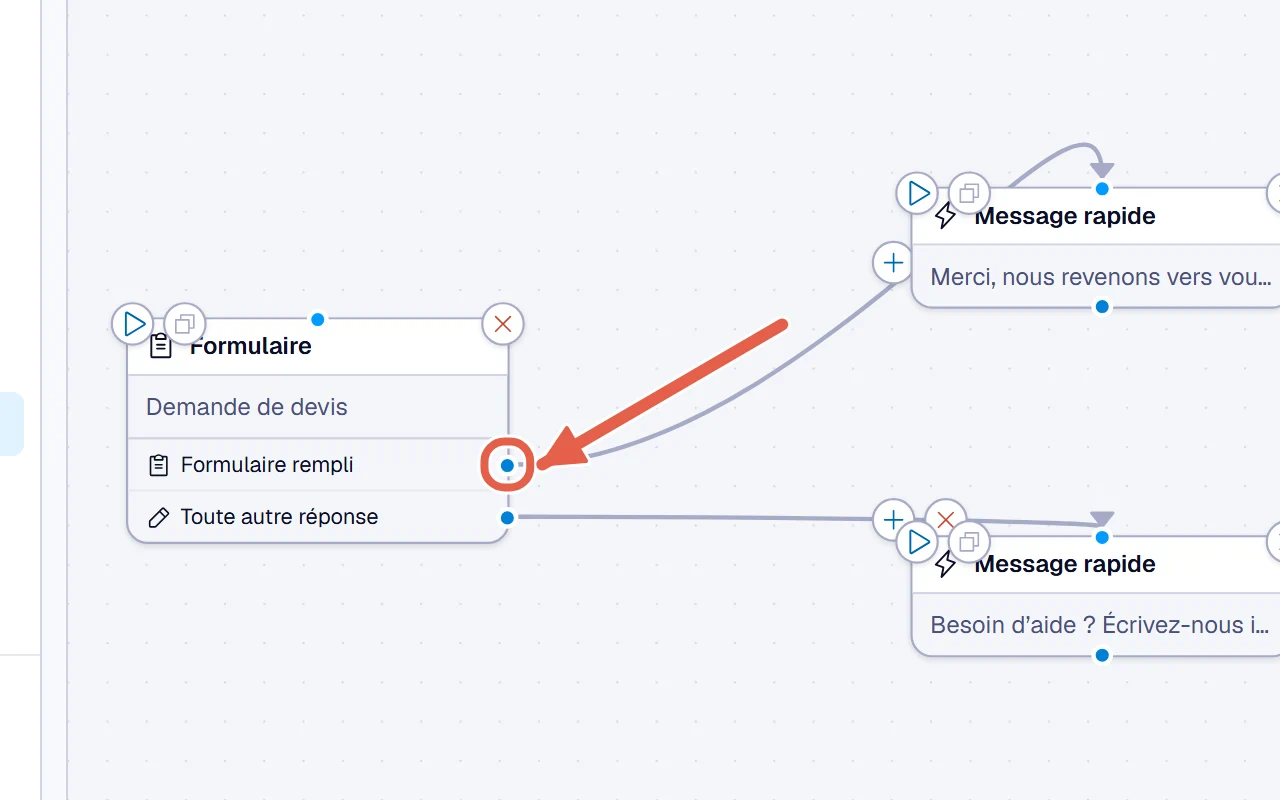 Message rapide
Merci, nous revenons vers vou...
Formulaire
Demande de devis
Formulaire rempli
Toute autre réponse
Message rapide
Besoin d’aide ? Écrivez-nous i...